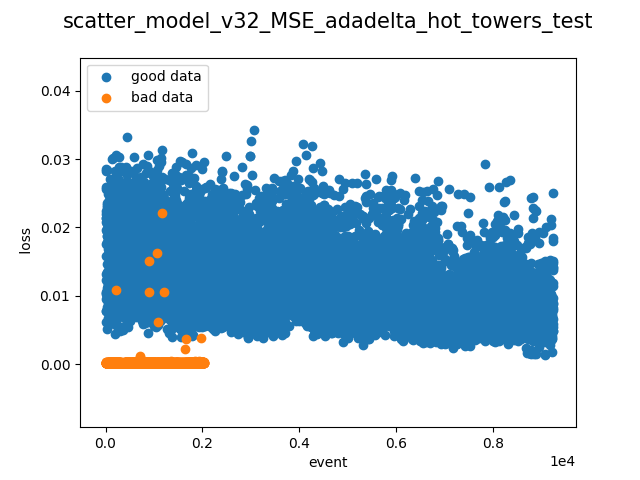 scatter_model_v32_MSE_adadelta_hot_towers_test
good data
bad data
0.04
0.03
0.02
0.01
0.00
loss
0.0
0.2
0.4
0.6
0.8
event
1e4